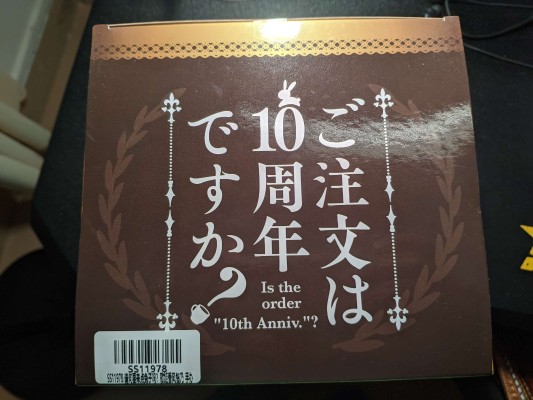 ご注文は
10周年
ですか?
Is the
order
"10th Anniv."?
SS11978